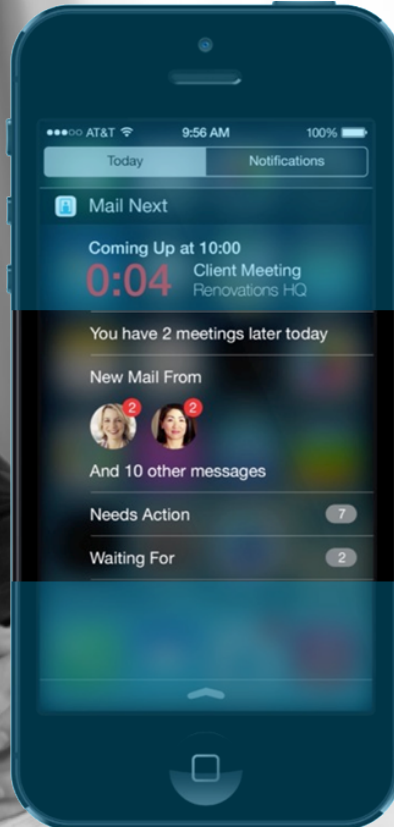 AT&T 9:56 AM 100%
Today Notifications
Mail Next
Coming Up at 10:00
0:04 Client Meeting
Renovations HQ
You have 2 meetings later today
New Mail From
2 2
And 10 other messages
Needs Action 7
Waiting For 2